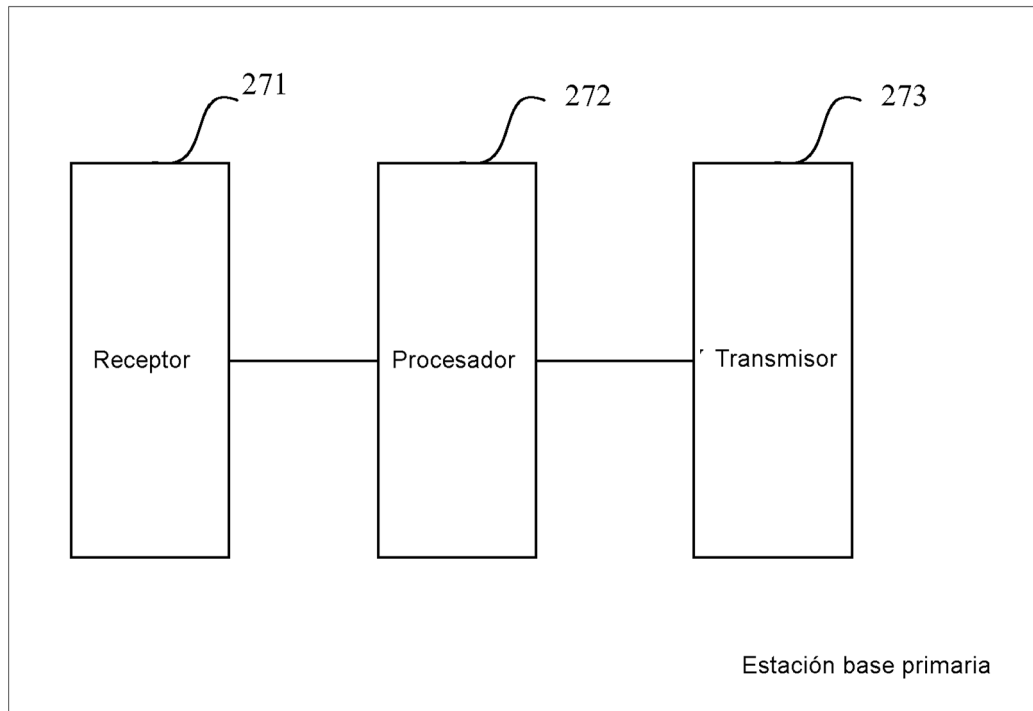 271
272
273
Receptor
Procesador
Transmisor
Estación base primaria